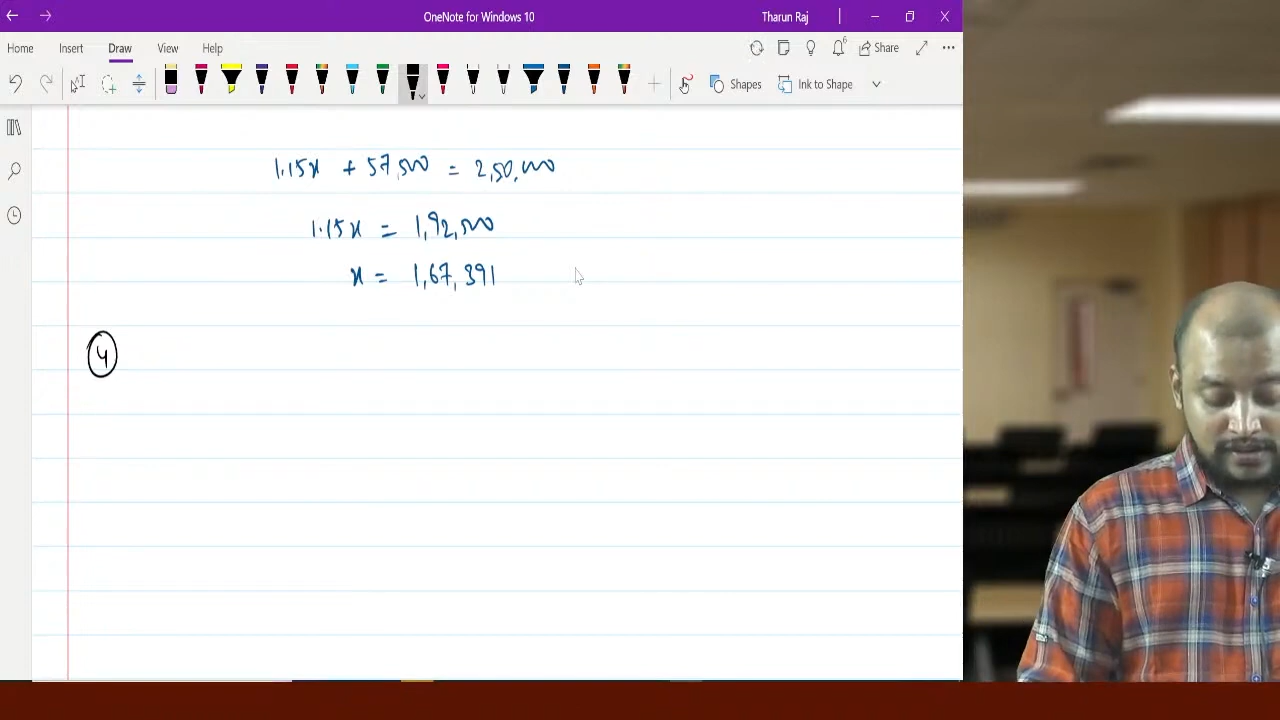 OneNote for Windows 10
Tharun Raj
Home Insert Draw View Help
6
Share
Shapes
Ink to Shape
1.15x + 57,500 = 2,50,000
1.15x = 1,92,500
x = 1,67,391
4